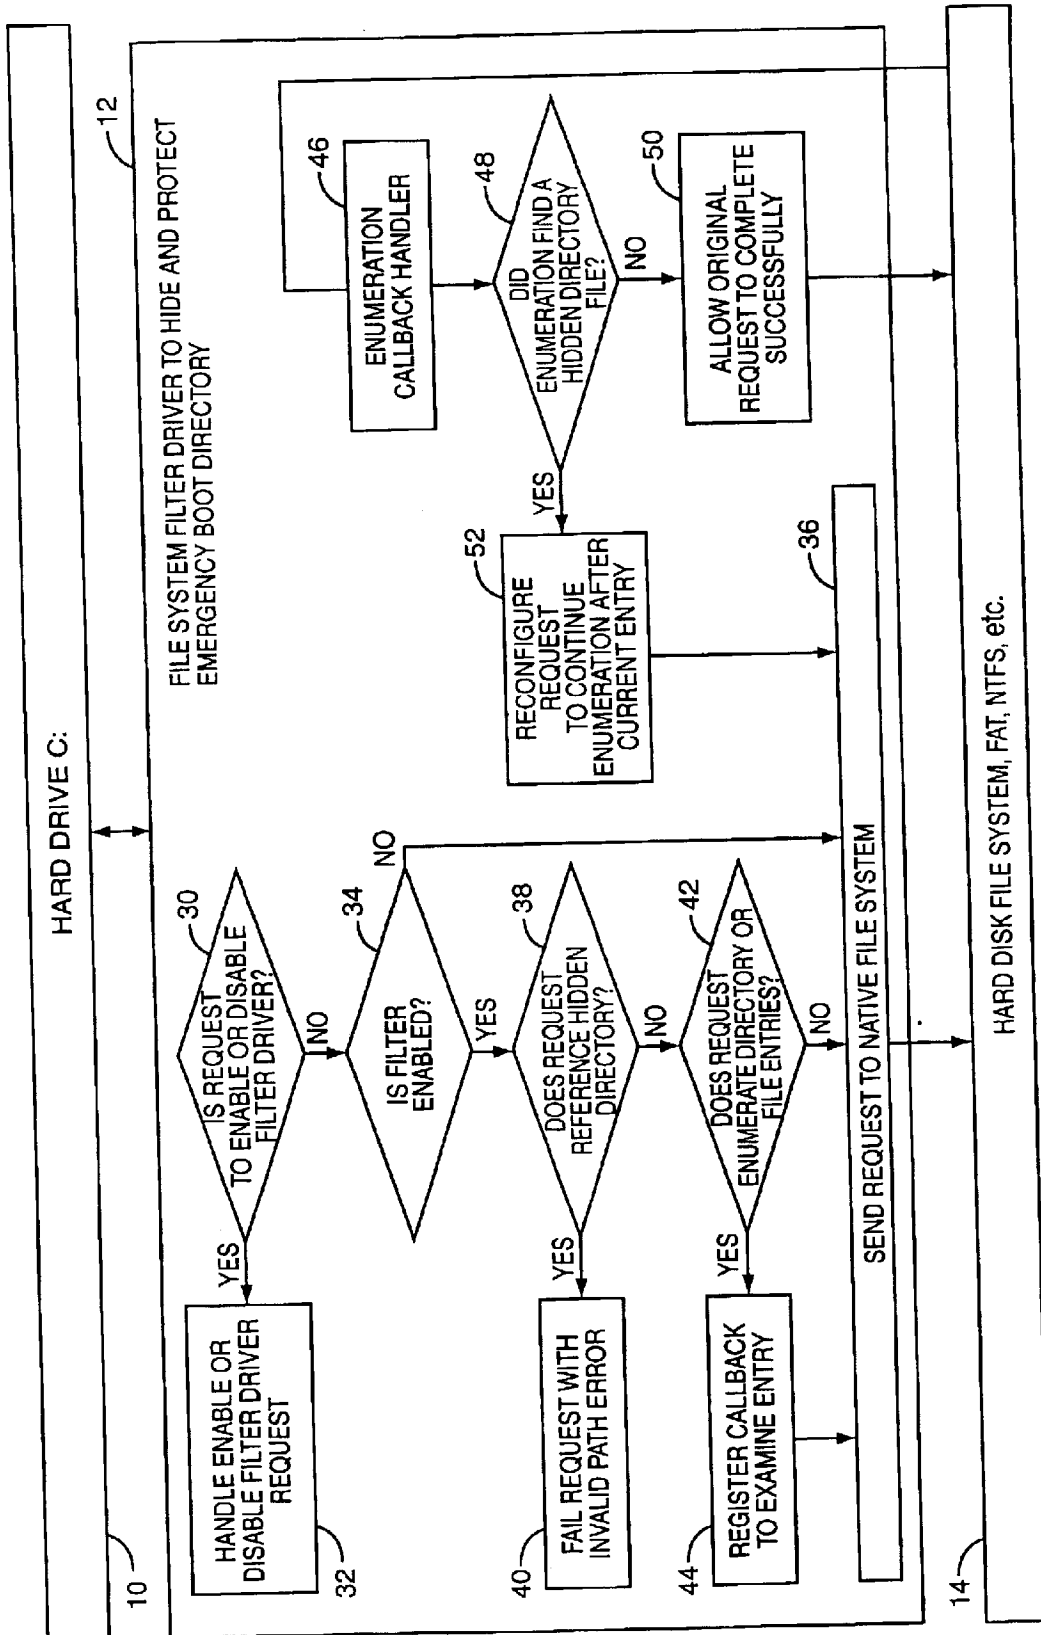 HARD DRIVE C:
10
12
FILE SYSTEM FILTER DRIVER TO HIDE AND PROTECT
EMERGENCY BOOT DIRECTORY
30
IS REQUEST
TO ENABLE OR DISABLE
FILTER DRIVER?
YES
NO
HANDLE ENABLE OR
DISABLE FILTER DRIVER
REQUEST
32
34
IS FILTER
ENABLED?
NO
YES
38
DOES REQUEST
REFERENCE HIDDEN
DIRECTORY?
YES
NO
FAIL REQUEST WITH
INVALID PATH ERROR
40
42
DOES REQUEST
ENUMERATE DIRECTORY OR
FILE ENTRIES?
YES
NO
REGISTER CALLBACK
TO EXAMINE ENTRY
44
46
ENUMERATION
CALLBACK HANDLER
48
DID
ENUMERATION FIND A
HIDDEN DIRECTORY
FILE?
YES
NO
50
ALLOW ORIGINAL
REQUEST TO COMPLETE
SUCCESSFULLY
52
RECONFIGURE
REQUEST
TO CONTINUE
ENUMERATION AFTER
CURRENT ENTRY
36
SEND REQUEST TO NATIVE FILE SYSTEM
14
HARD DISK FILE SYSTEM, FAT, NTFS, etc.